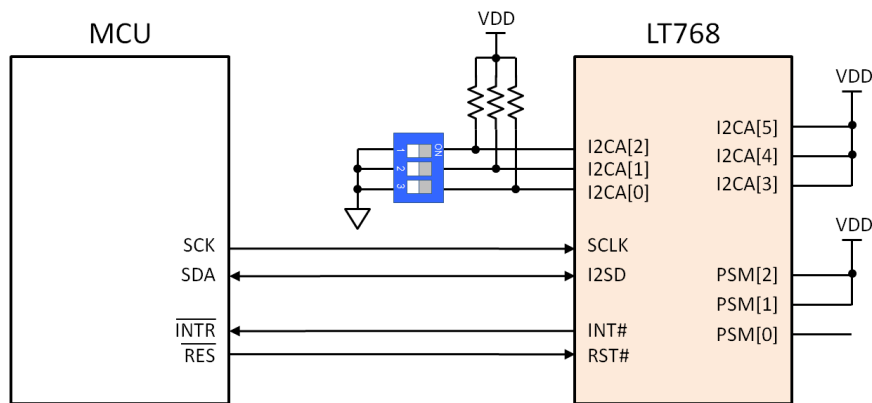 MCU
VDD
LT768
VDD
ON
1
2
3
I2CA[2]
I2CA[1]
I2CA[0]
I2CA[5]
I2CA[4]
I2CA[3]
VDD
SCK
SDA
INTR
RES
SCLK
I2SD
INT#
RST#
PSM[2]
PSM[1]
PSM[0]